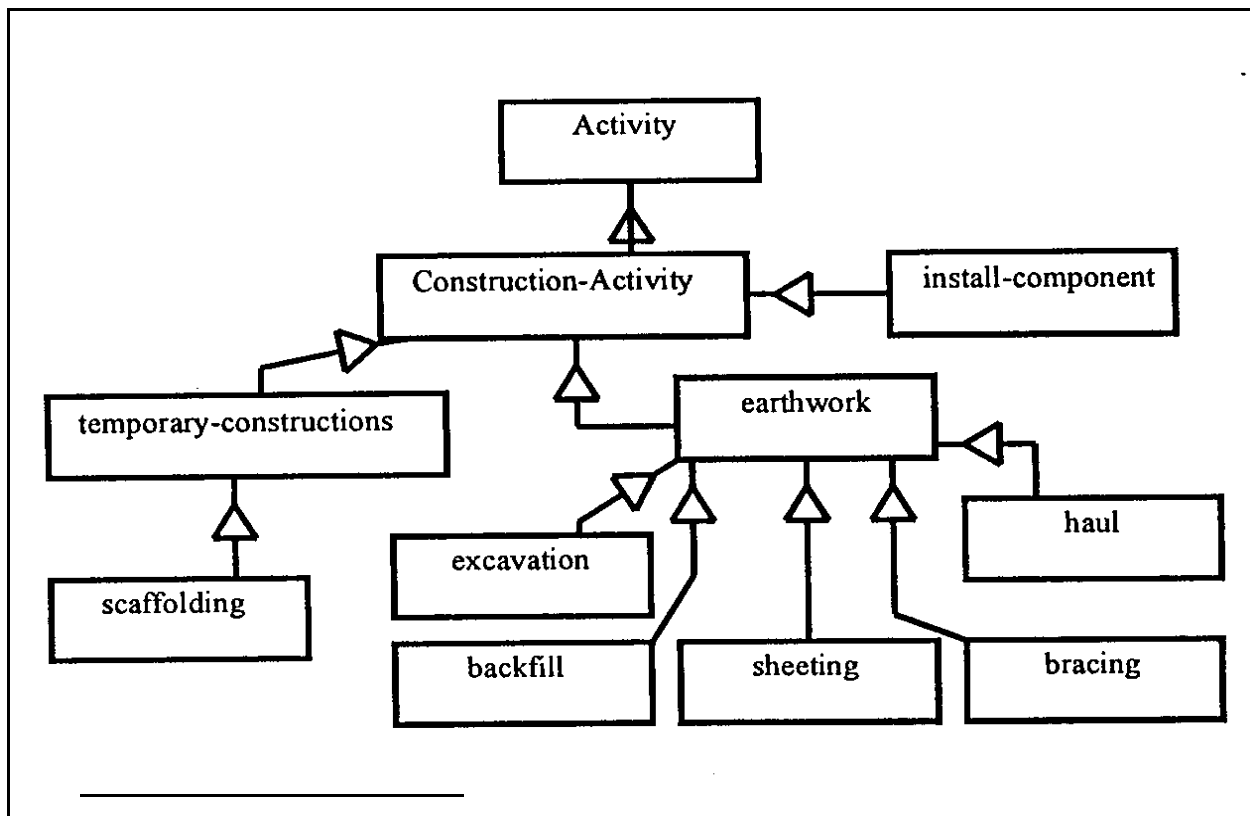 Activity
Construction-Activity
install-component
temporary-constructions
earthwork
haul
excavation
scaffolding
backfill
sheeting
bracing